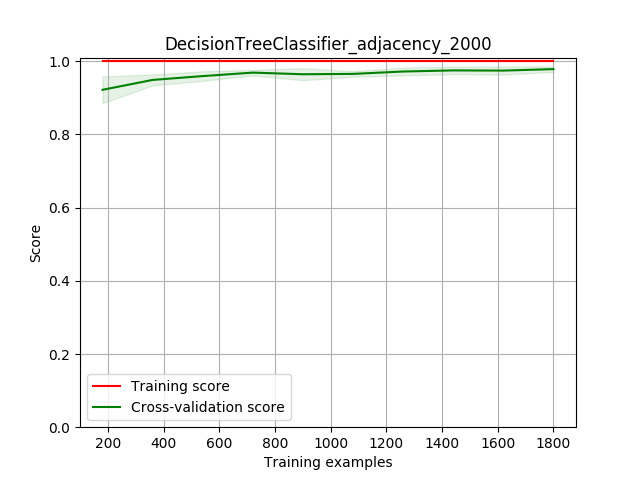 DecisionTreeClassifier_adjacency_2000
1.0
0.8
0.6
0.4
0.2
0.0
Score
Training score
Cross-validation score
200 400 600 800 1000 1200 1400 1600 1800
Training examples